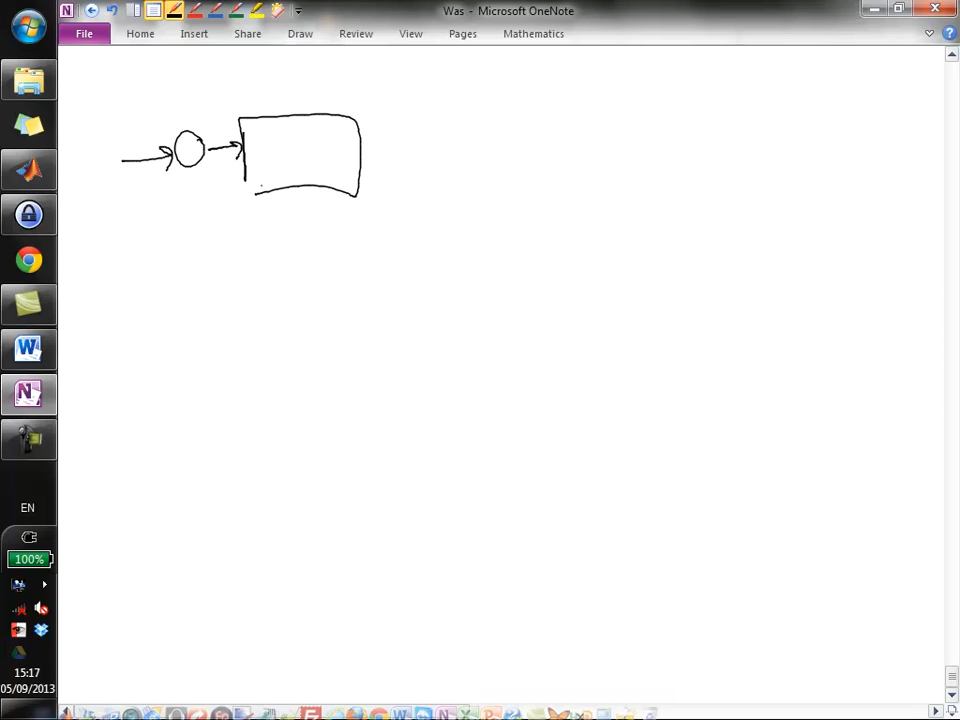 Was - Microsoft OneNote
File Home Insert Share Draw Review View Pages Mathematics
EN
100%
15:17
05/09/2013